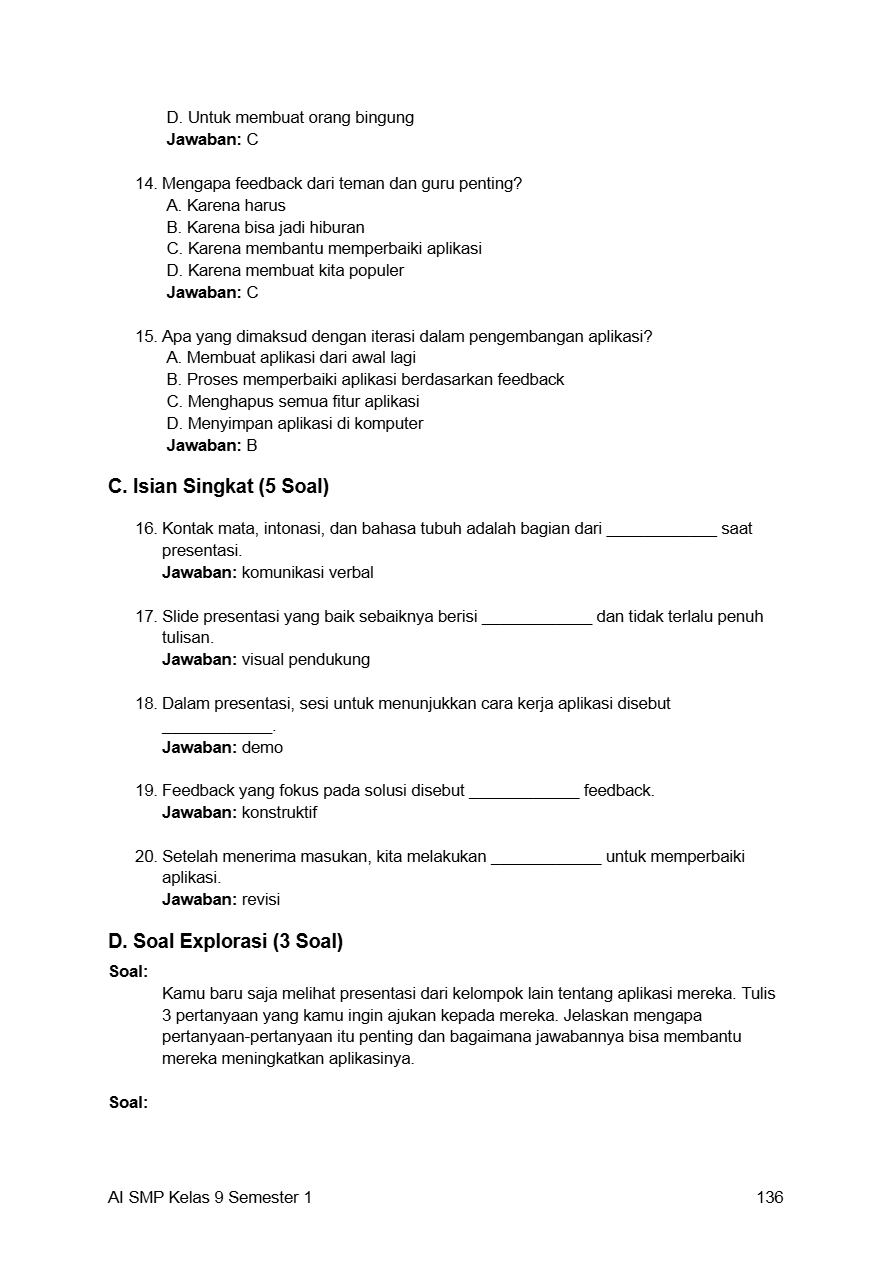 D. Untuk membuat orang bingung
Jawaban: C
14. Mengapa feedback dari teman dan guru penting?
A. Karena harus
B. Karena bisa jadi hiburan
C. Karena membantu memperbaiki aplikasi
D. Karena membuat kita populer
Jawaban: C
15. Apa yang dimaksud dengan iterasi dalam pengembangan aplikasi?
A. Membuat aplikasi dari awal lagi
B. Proses memperbaiki aplikasi berdasarkan feedback
C. Menghapus semua fitur aplikasi
D. Menyimpan aplikasi di komputer
Jawaban: B
C. Isian Singkat (5 Soal)
16. Kontak mata, intonasi, dan bahasa tubuh adalah bagian dari ____________ saat
presentasi.
Jawaban: komunikasi verbal
17. Slide presentasi yang baik sebaiknya berisi ____________ dan tidak terlalu penuh
tulisan.
Jawaban: visual pendukung
18. Dalam presentasi, sesi untuk menunjukkan cara kerja aplikasi disebut
____________.
Jawaban: demo
19. Feedback yang fokus pada solusi disebut ____________ feedback.
Jawaban: konstruktif
20. Setelah menerima masukan, kita melakukan ____________ untuk memperbaiki
aplikasi.
Jawaban: revisi
D. Soal Explorasi (3 Soal)
Soal:
Kamu baru saja melihat presentasi dari kelompok lain tentang aplikasi mereka. Tulis
3 pertanyaan yang kamu ingin ajukan kepada mereka. Jelaskan mengapa
pertanyaan-pertanyaan itu penting dan bagaimana jawabannya bisa membantu
mereka meningkatkan aplikasinya.
Soal:
AI SMP Kelas 9 Semester 1 136